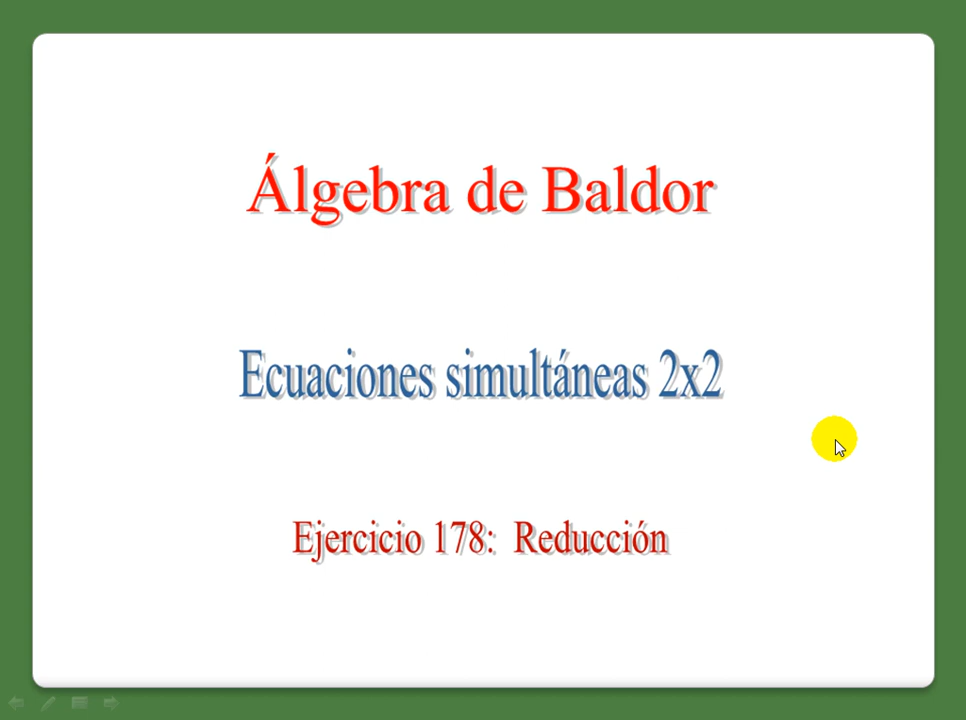 Álgebra de Baldor
Ecuaciones simultáneas 2x2
Ejercicio 178: Reducción